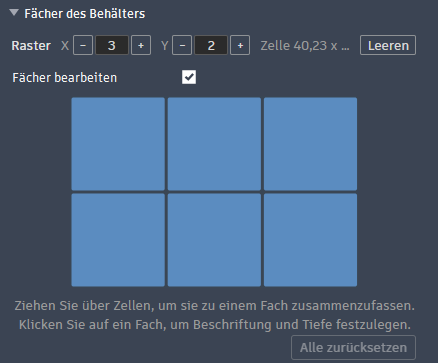 Fächer des Behälters
Raster X − 3 + Y − 2 + Zelle 40,23 x ... Leeren
Fächer bearbeiten
Ziehen Sie über Zellen, um sie zu einem Fach zusammenzufassen.
Klicken Sie auf ein Fach, um Beschriftung und Tiefe festzulegen.
Alle zurücksetzen